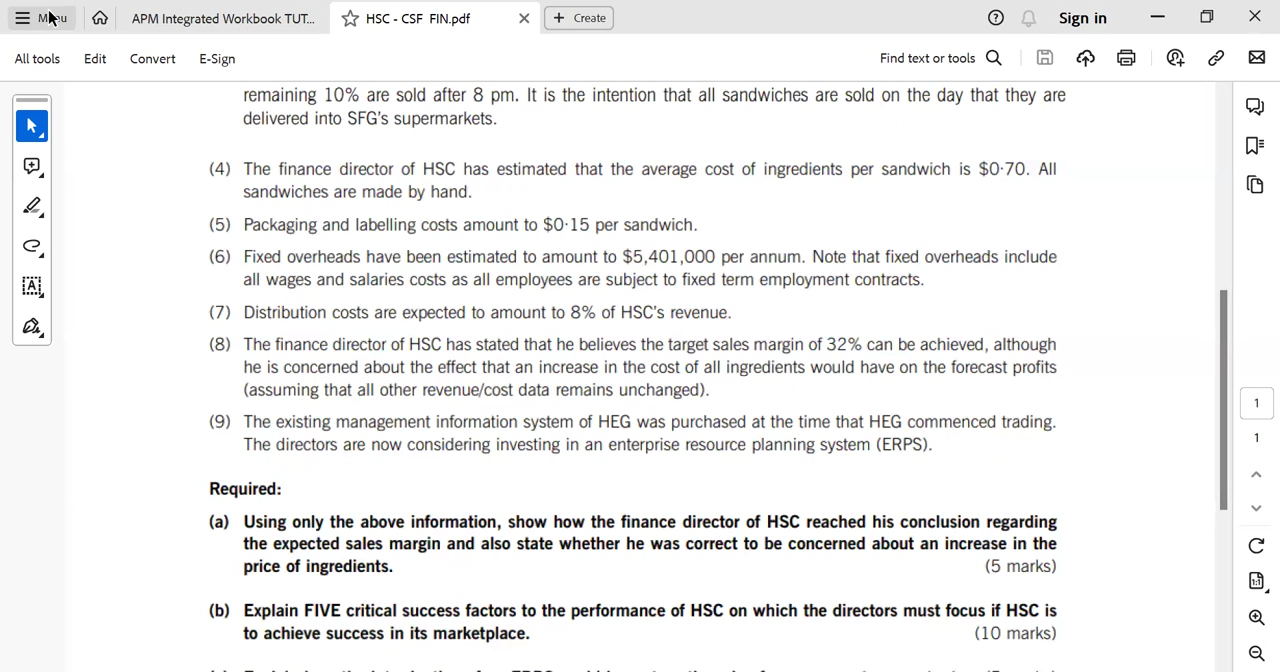 Menu
APM Integrated Workbook TUT...
HSC - CSF FIN.pdf
Create
Sign in
All tools
Edit
Convert
E-Sign
Find text or tools
remaining 10% are sold after 8 pm. It is the intention that all sandwiches are sold on the day that they are
delivered into SFG's supermarkets.
(4) The finance director of HSC has estimated that the average cost of ingredients per sandwich is $0·70. All
sandwiches are made by hand.
(5) Packaging and labelling costs amount to $0·15 per sandwich.
(6) Fixed overheads have been estimated to amount to $5,401,000 per annum. Note that fixed overheads include
all wages and salaries costs as all employees are subject to fixed term employment contracts.
(7) Distribution costs are expected to amount to 8% of HSC's revenue.
(8) The finance director of HSC has stated that he believes the target sales margin of 32% can be achieved, although
he is concerned about the effect that an increase in the cost of all ingredients would have on the forecast profits
(assuming that all other revenue/cost data remains unchanged).
(9) The existing management information system of HEG was purchased at the time that HEG commenced trading.
The directors are now considering investing in an enterprise resource planning system (ERPS).
Required:
(a) Using only the above information, show how the finance director of HSC reached his conclusion regarding
the expected sales margin and also state whether he was correct to be concerned about an increase in the
price of ingredients. (5 marks)
(b) Explain FIVE critical success factors to the performance of HSC on which the directors must focus if HSC is
to achieve success in its marketplace. (10 marks)
1
1